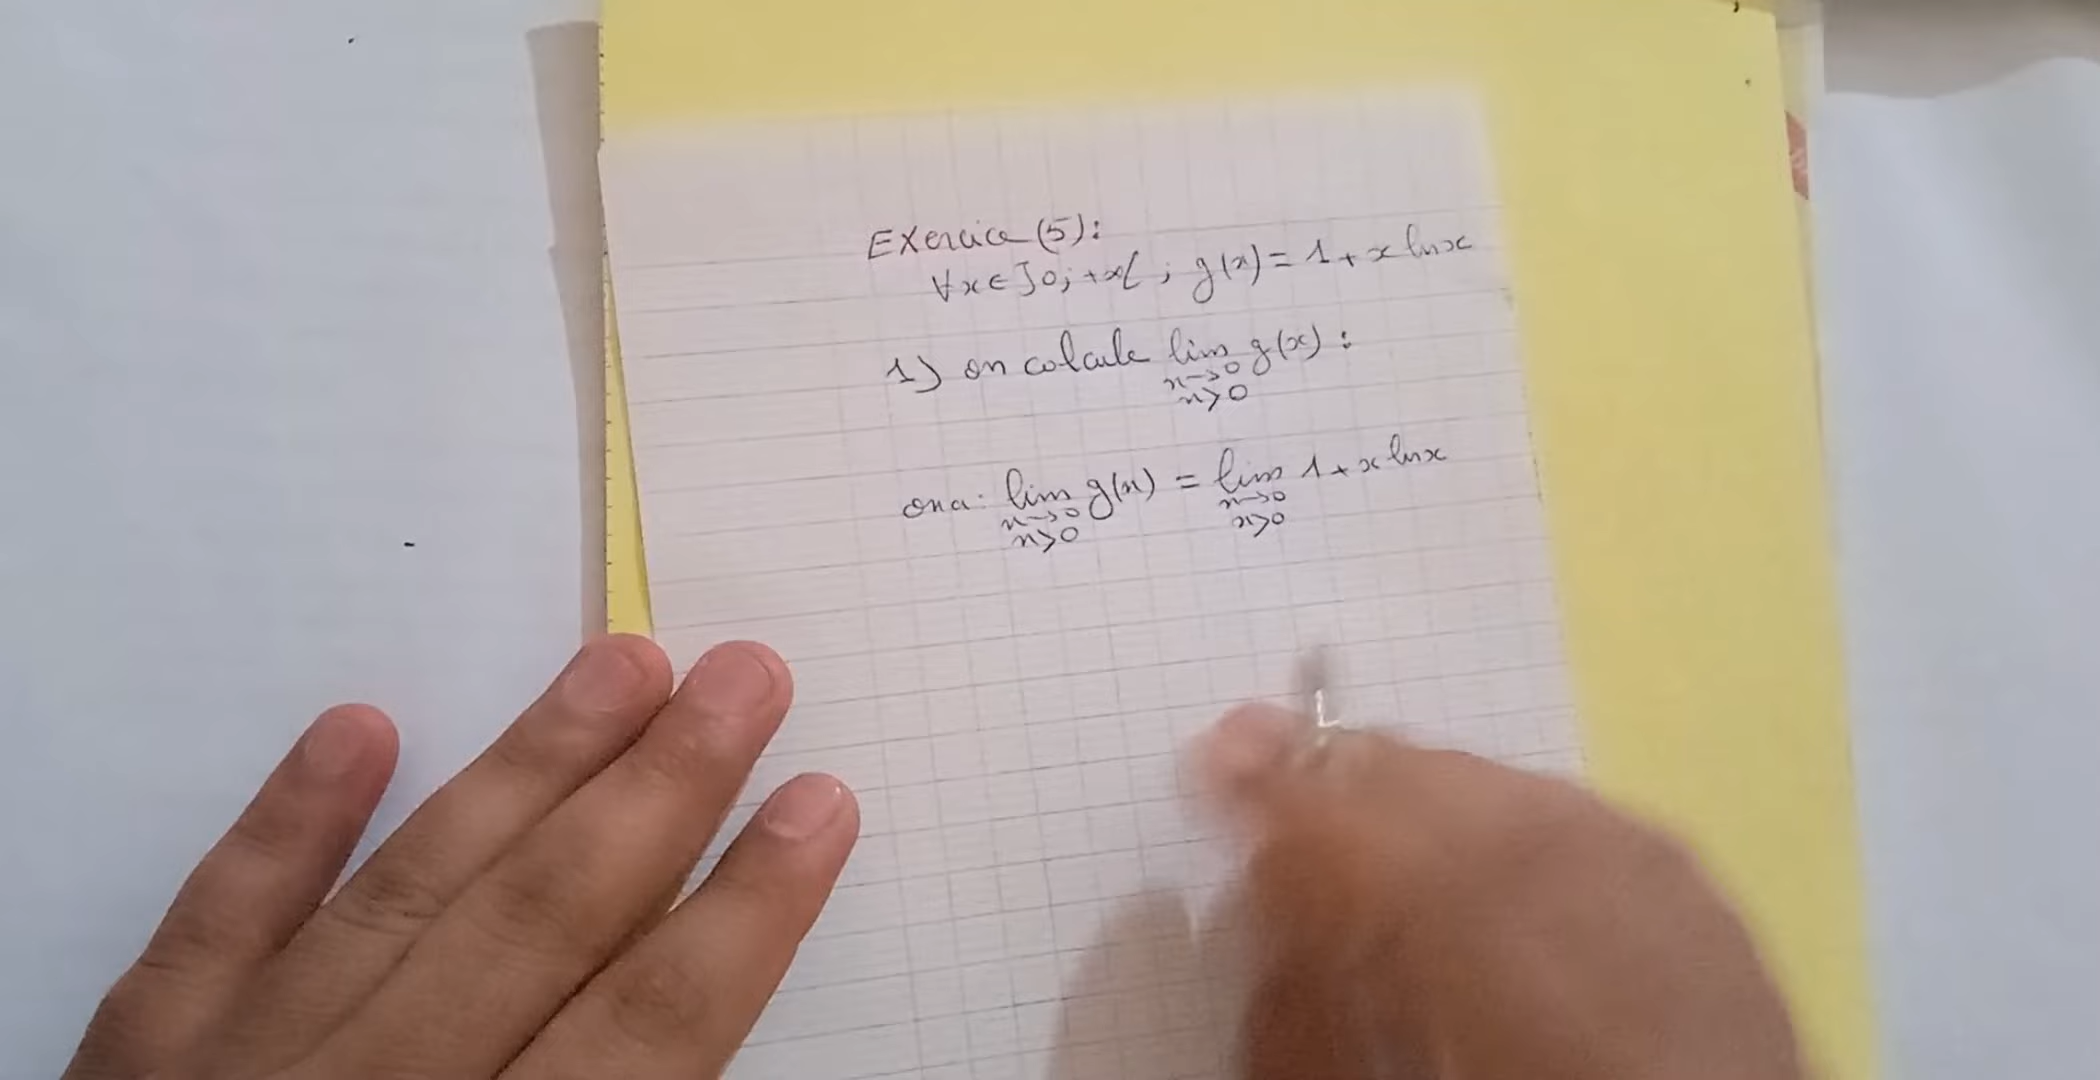 Exercice (5):
∀x ∈ ]0; +∞[ ; g(x) = 1 + x lnx
1) on calcule lim g(x) :
x→0
x>0
on a: lim g(x) = lim 1 + x lnx
x→0 x→0
x>0 x>0